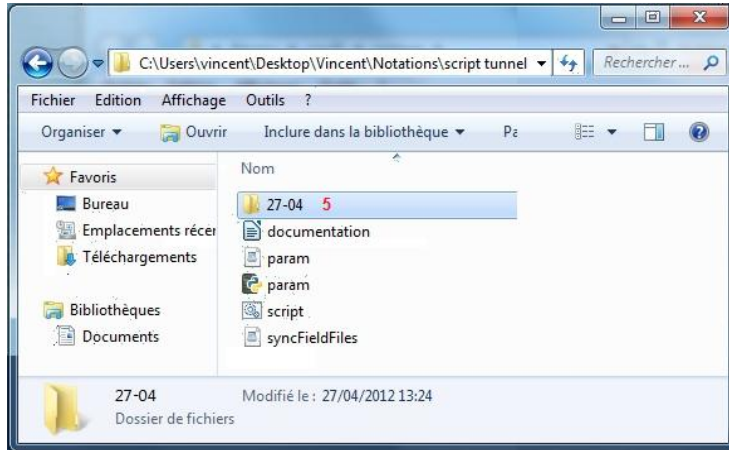 C:\Users\vincent\Desktop\Vincent\Notations\script tunnel
Rechercher ...
Fichier Edition Affichage Outils ?
Organiser Ouvrir Inclure dans la bibliothèque Pa
Favoris
Bureau
Emplacements récer
Téléchargements
Bibliothèques
Documents
Nom
27-04 5
documentation
param
param
script
syncFieldFiles
27-04 Modifié le : 27/04/2012 13:24
Dossier de fichiers